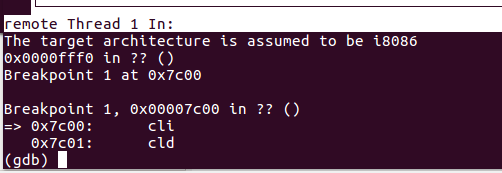 remote Thread 1 In:
The target architecture is assumed to be i8086
0x0000fff0 in ?? ()
Breakpoint 1 at 0x7c00
Breakpoint 1, 0x00007c00 in ?? ()
=> 0x7c00:      cli
   0x7c01:      cld
(gdb)